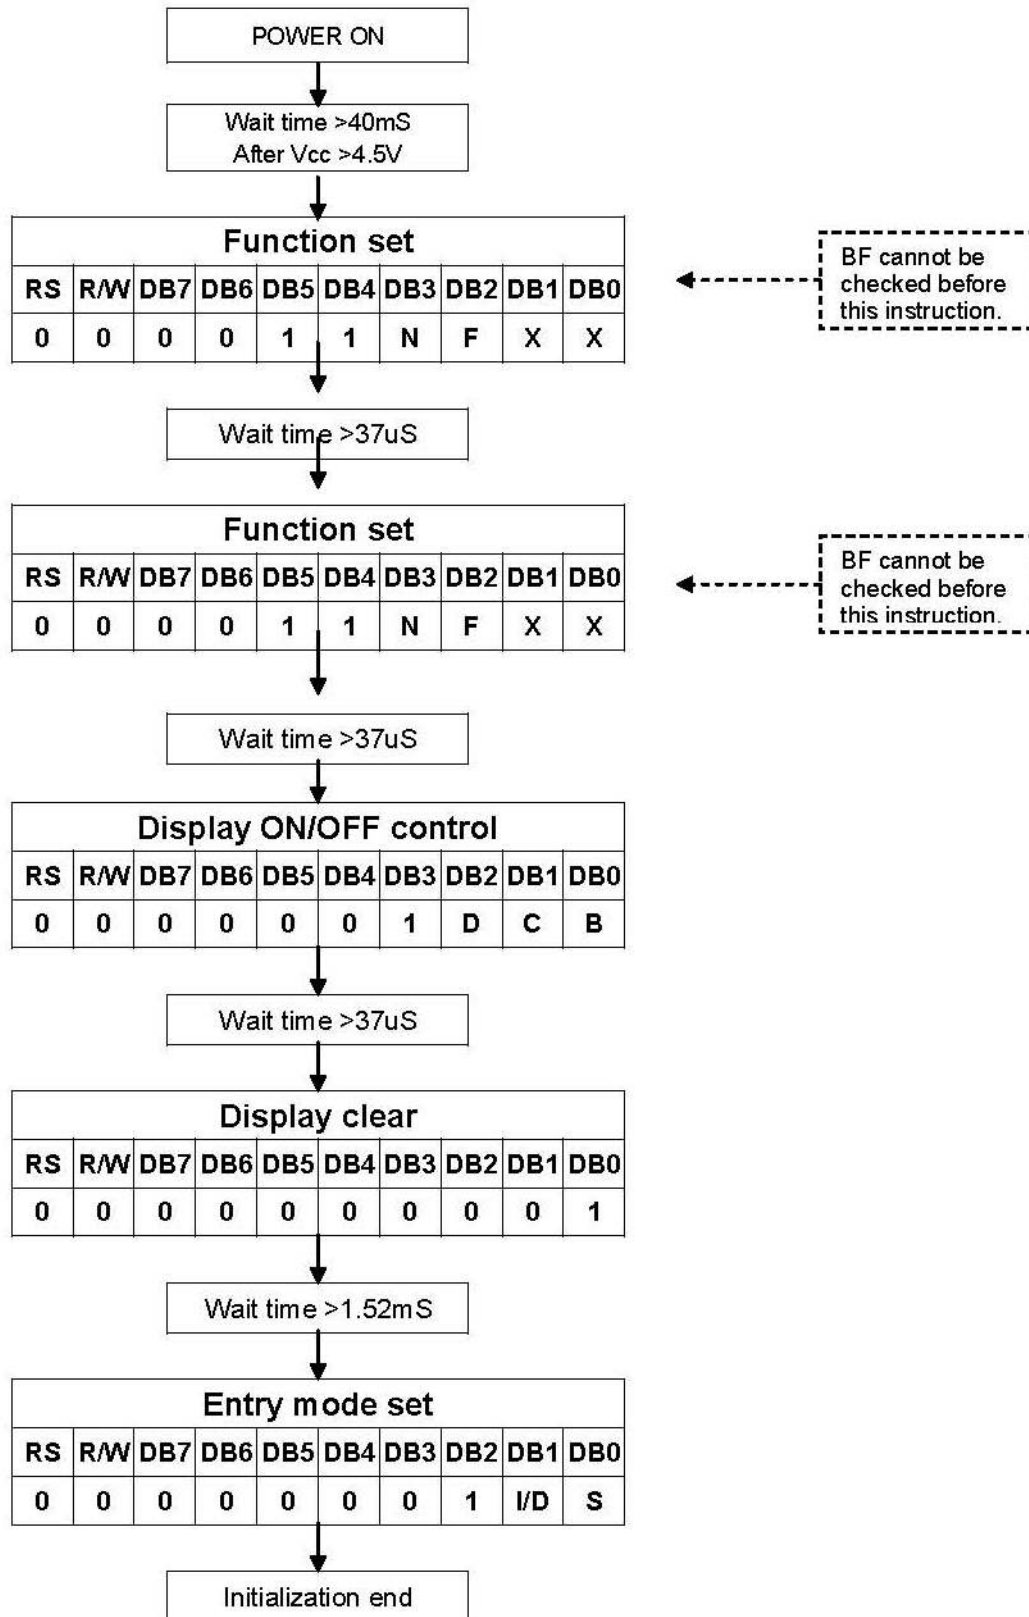 POWER ON
Wait time >40mS
After Vcc >4.5V
Function set
RS R/W DB7 DB6 DB5 DB4 DB3 DB2 DB1 DB0
0 0 0 0 1 1 N F X X
BF cannot be
checked before
this instruction.
Wait time >37uS
Function set
RS R/W DB7 DB6 DB5 DB4 DB3 DB2 DB1 DB0
0 0 0 0 1 1 N F X X
BF cannot be
checked before
this instruction.
Wait time >37uS
Display ON/OFF control
RS R/W DB7 DB6 DB5 DB4 DB3 DB2 DB1 DB0
0 0 0 0 0 0 1 D C B
Wait time >37uS
Display clear
RS R/W DB7 DB6 DB5 DB4 DB3 DB2 DB1 DB0
0 0 0 0 0 0 0 0 0 1
Wait time >1.52mS
Entry mode set
RS R/W DB7 DB6 DB5 DB4 DB3 DB2 DB1 DB0
0 0 0 0 0 0 0 1 I/D S
Initialization end